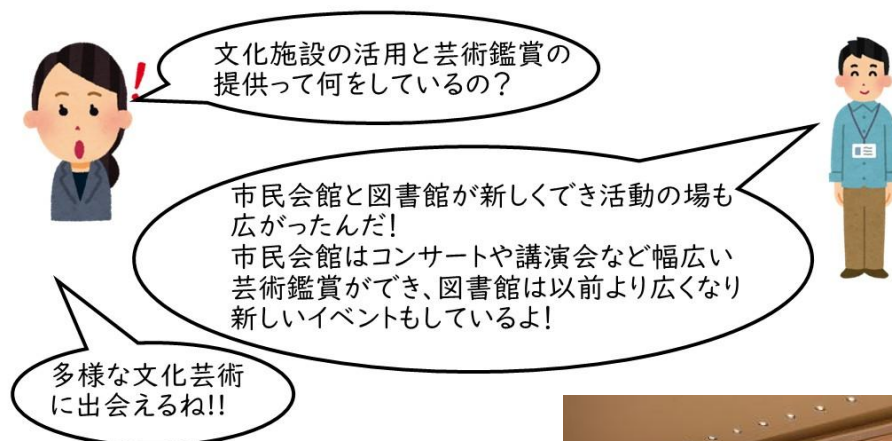 文化施設の活用と芸術鑑賞の
提供って何をしているの？
市民会館と図書館が新しくでき活動の場も
広がったんだ！
市民会館はコンサートや講演会など幅広い
芸術鑑賞ができ、図書館は以前より広くなり
新しいイベントもしているよ！
多様な文化芸術
に出会えるね!!